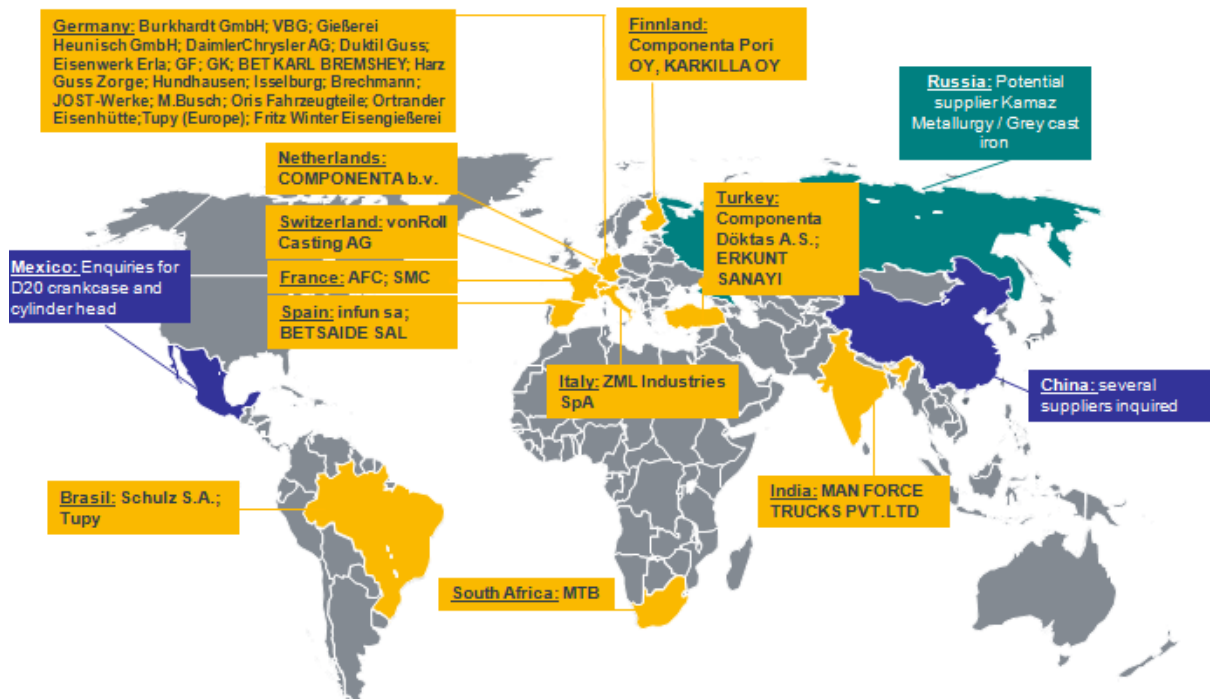 Germany: Burkhardt GmbH; VBG; Gießerei
Heunisch GmbH; DaimlerChrysler AG; Duktil Guss;
Eisenwerk Erla; GF; GK; BET KARL BREMSHEY; Harz
Guss Zorge; Hundhausen; Isselburg; Brechmann;
JOST-Werke; M.Busch; Oris Fahrzeugteile; Ortrander
Eisenhütte;Tupy (Europe); Fritz Winter Eisengießerei
Finnland:
Componenta Pori
OY, KARKILLA OY
Russia: Potential
supplier Kamaz
Metallurgy / Grey cast
iron
Netherlands:
COMPONENTA b.v.
Switzerland: vonRoll
Casting AG
France: AFC; SMC
Spain: infun sa;
BETSAIDE SAL
Turkey:
Componenta
Döktas A.S.;
ERKUNT
SANAYI
Mexico: Enquiries for
D20 crankcase and
cylinder head
Italy: ZML Industries
SpA
China: several
suppliers inquired
Brasil: Schulz S.A.;
Tupy
India: MAN FORCE
TRUCKS PVT.LTD
South Africa: MTB